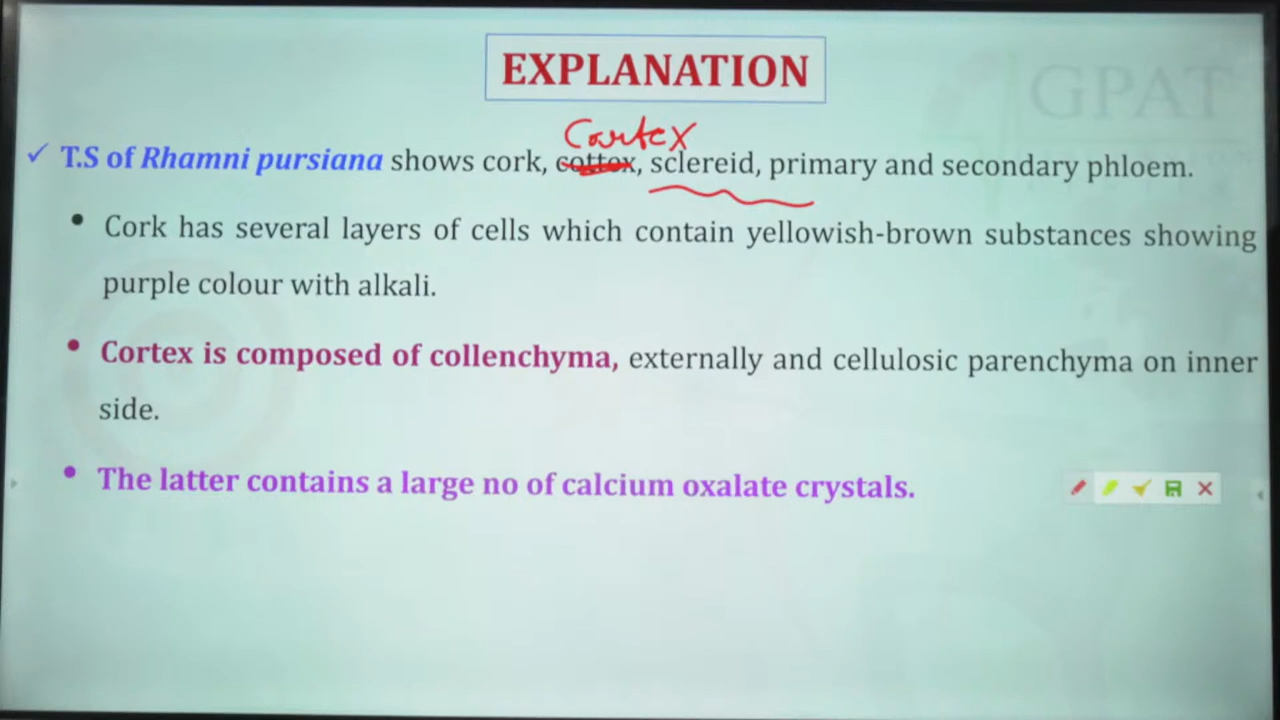 GPAT
EXPLANATION
Cortex
✓ T.S of Rhamni pursiana shows cork, cottex, sclereid, primary and secondary phloem.
• Cork has several layers of cells which contain yellowish-brown substances showing
purple colour with alkali.
• Cortex is composed of collenchyma, externally and cellulosic parenchyma on inner
side.
• The latter contains a large no of calcium oxalate crystals.